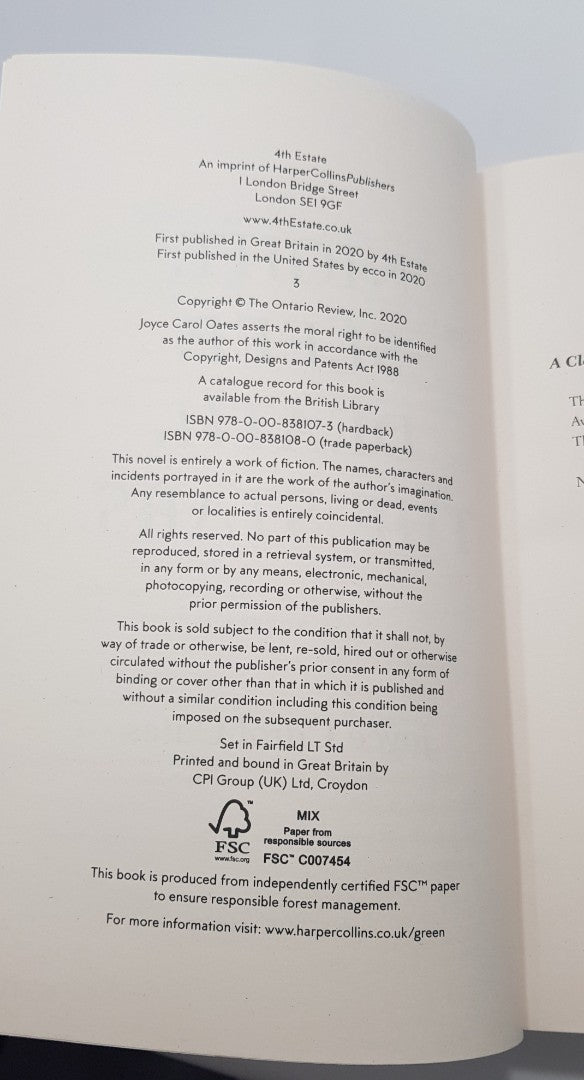 4th Estate
An imprint of HarperCollinsPublishers
1 London Bridge Street
London SE1 9GF
www.4thEstate.co.uk
First published in Great Britain in 2020 by 4th Estate
First published in the United States by ecco in 2020
3
Copyright © The Ontario Review, Inc. 2020
Joyce Carol Oates asserts the moral right to be identified
as the author of this work in accordance with the
Copyright, Designs and Patents Act 1988
A catalogue record for this book is
available from the British Library
ISBN 978-0-00-838107-3 (hardback)
ISBN 978-0-00-838108-0 (trade paperback)
This novel is entirely a work of fiction. The names, characters and
incidents portrayed in it are the work of the author's imagination.
Any resemblance to actual persons, living or dead, events
or localities is entirely coincidental.
All rights reserved. No part of this publication may be
reproduced, stored in a retrieval system, or transmitted,
in any form or by any means, electronic, mechanical,
photocopying, recording or otherwise, without the
prior permission of the publishers.
This book is sold subject to the condition that it shall not, by
way of trade or otherwise, be lent, re-sold, hired out or otherwise
circulated without the publisher's prior consent in any form of
binding or cover other than that in which it is published and
without a similar condition including this condition being
imposed on the subsequent purchaser.
Set in Fairfield LT Std
Printed and bound in Great Britain by
CPI Group (UK) Ltd, Croydon
™
FSC
www.fsc.org
MIX
Paper from
responsible sources
FSC™ C007454
This book is produced from independently certified FSC™ paper
to ensure responsible forest management.
For more information visit: www.harpercollins.co.uk/green
A